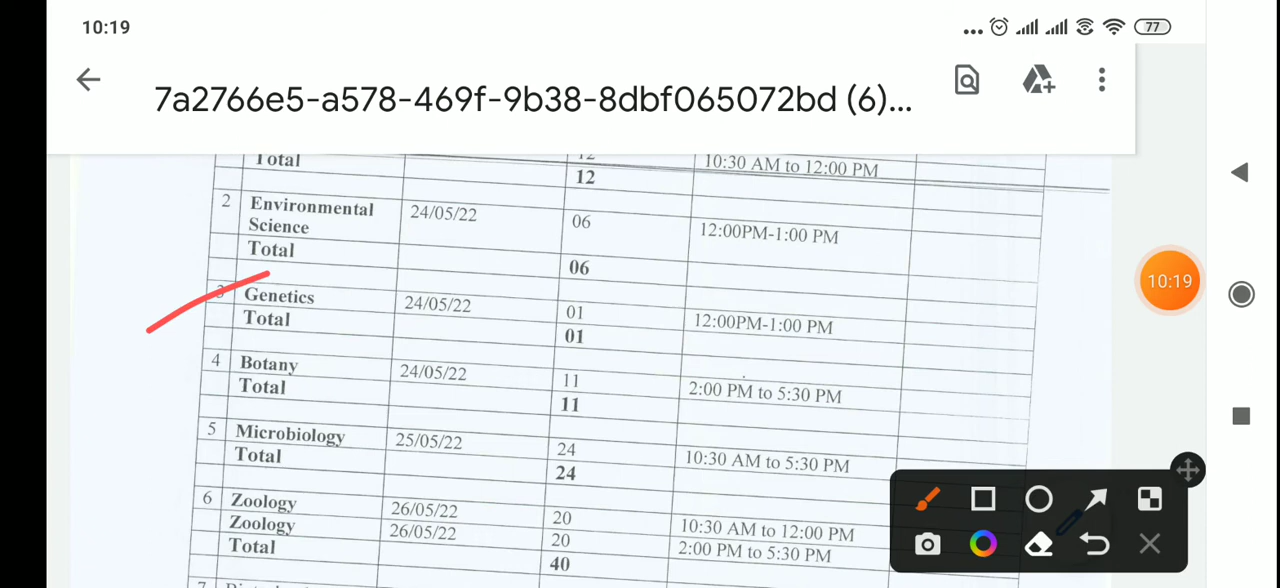 10:19
77
7a2766e5-a578-469f-9b38-8dbf065072bd (6)...
Total 12 10:30 AM to 12:00 PM
12
2 Environmental Science 24/05/22 06 12:00PM-1:00 PM
Total 06
3 Genetics 24/05/22 01 12:00PM-1:00 PM
Total 01
4 Botany 24/05/22 11 2:00 PM to 5:30 PM
Total 11
5 Microbiology 25/05/22 24 10:30 AM to 5:30 PM
Total 24
6 Zoology 26/05/22 20 10:30 AM to 12:00 PM
Zoology 26/05/22 20 2:00 PM to 5:30 PM
Total 40
7
10:19